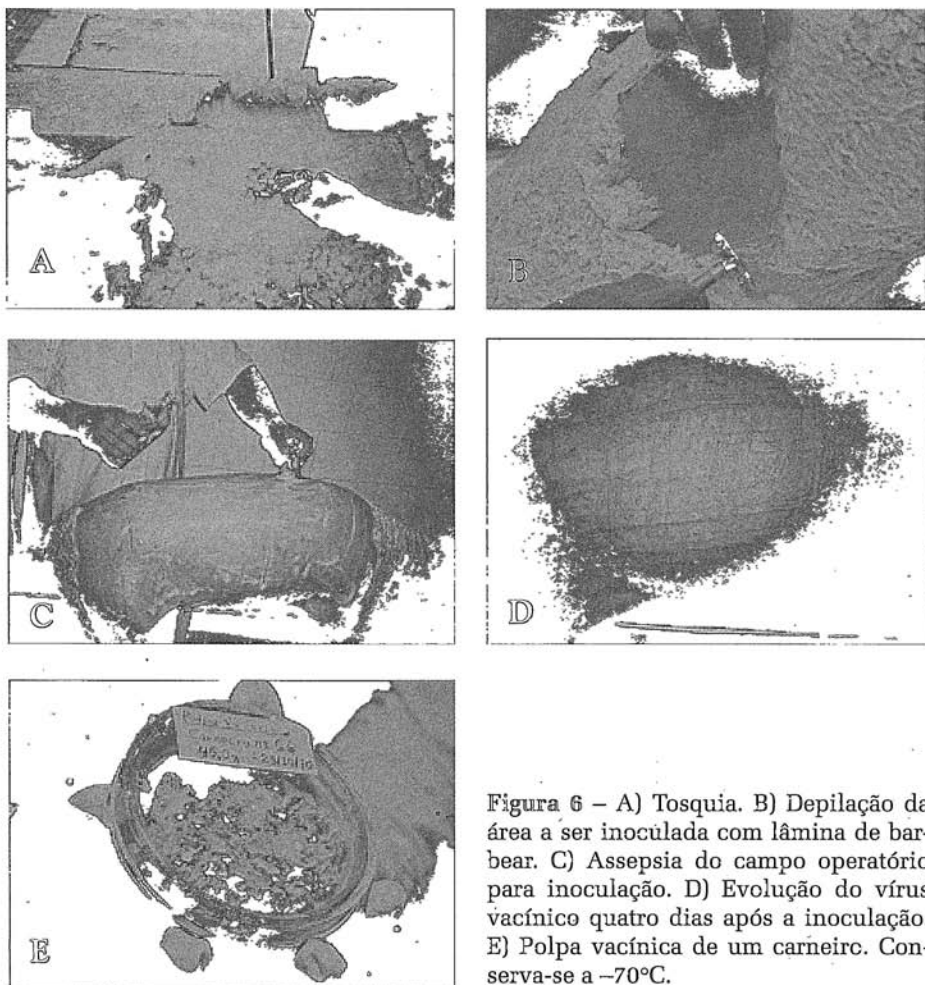 A
B
C
D
E
Figura 6 – A) Tosquia. B) Depilação da
área a ser inoculada com lâmina de bar-
bear. C) Assepsia do campo operatório
para inoculação. D) Evolução do vírus
vacínico quatro dias após a inoculação.
E) Polpa vacínica de um carneiro. Con-
serva-se a –70°C.